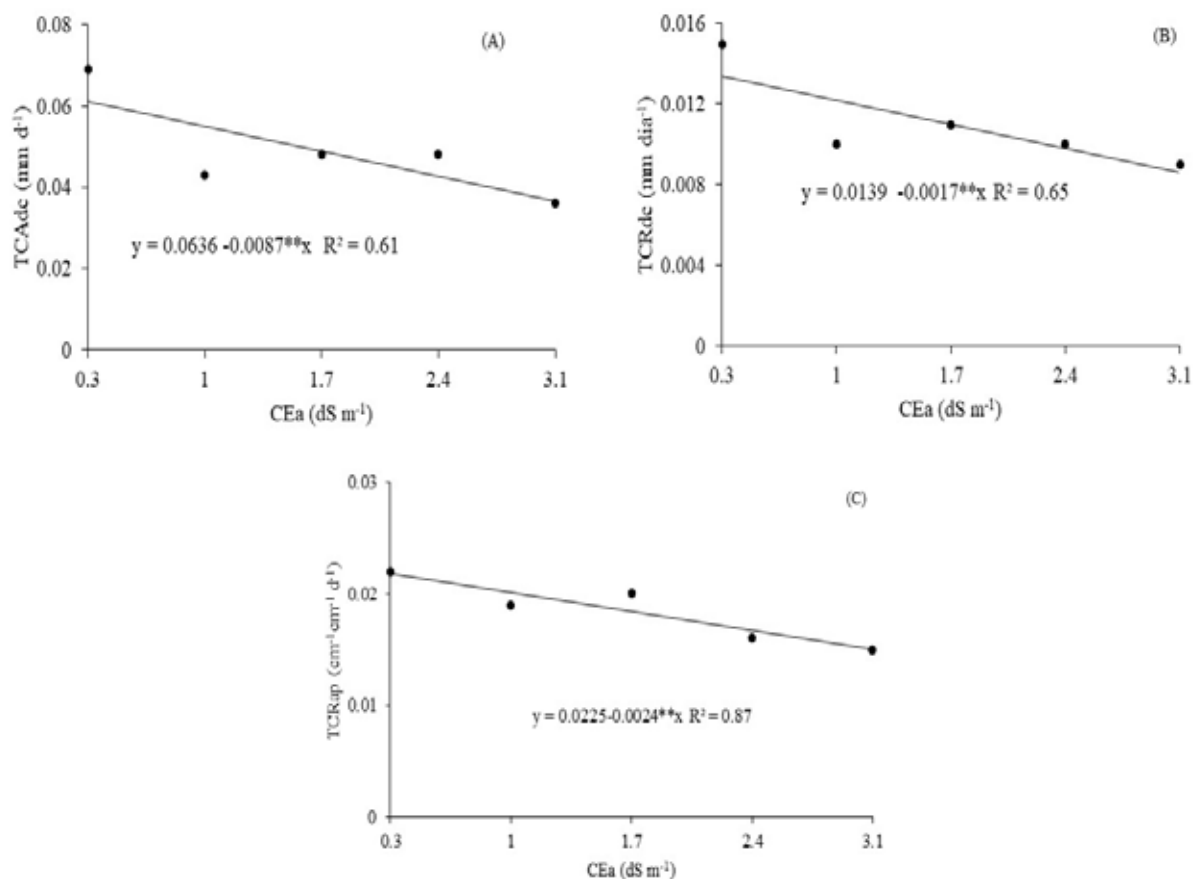 (A)
0.08
0.06
0.04
0.02
0
TCAdc (mm d⁻¹)
y = 0.0636 -0.0087**x R² = 0.61
0.3 1 1.7 2.4 3.1
CEa (dS m⁻¹)
(B)
0.016
0.012
0.008
0.004
0
TCRdc (mm dia⁻¹)
y = 0.0139 -0.0017**x R² = 0.65
0.3 1 1.7 2.4 3.1
CEa (dS m⁻¹)
(C)
0.03
0.02
0.01
0
TCRap (cm⁻¹cm⁻¹ d⁻¹)
y = 0.0225-0.0024**x R² = 0.87
0.3 1 1.7 2.4 3.1
CEa (dS m⁻¹)